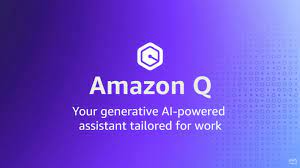 Amazon Q
Your generative AI-powered
assistant tailored for work